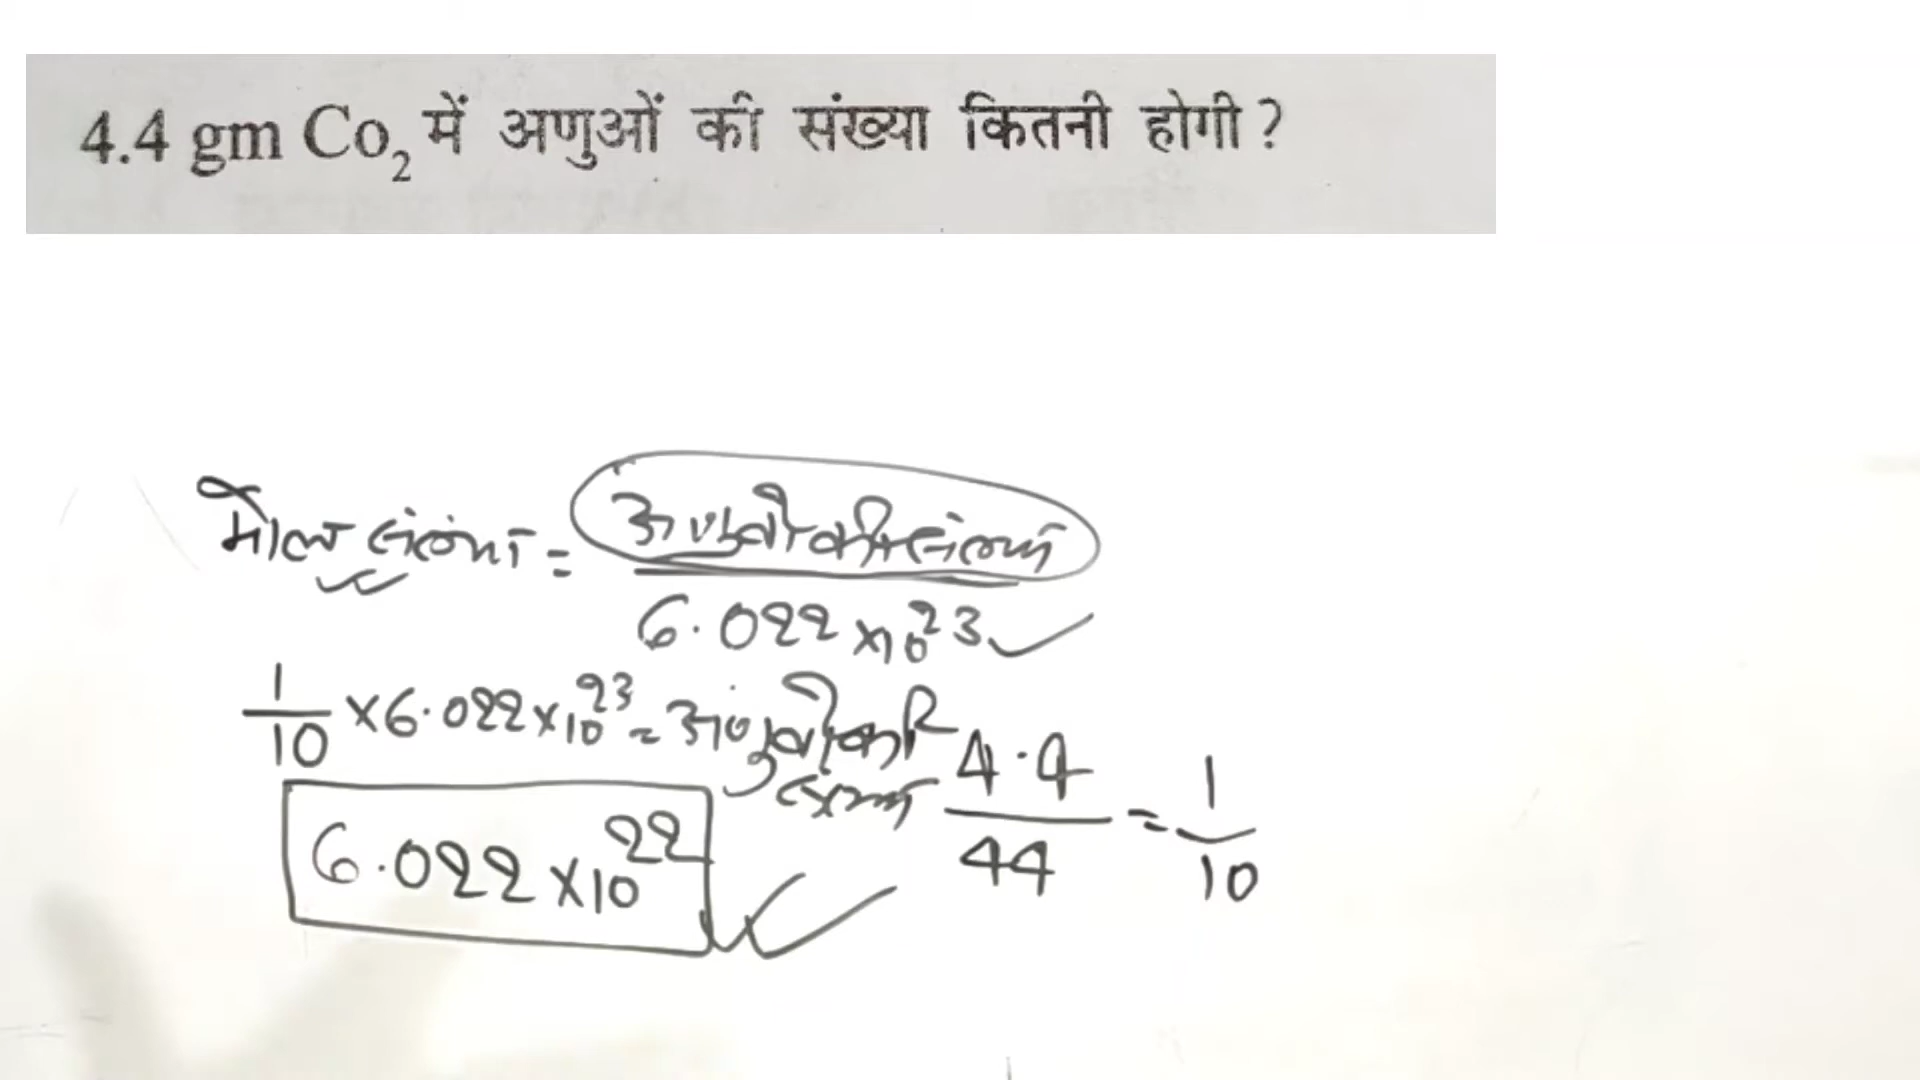 4.4 gm Co₂ में अणुओं की संख्या कितनी होगी ?
मोल संख्या = अणुओं की संख्या
6.022 × 10²³
1/10 × 6.022 × 10²³ = अणुओं की संख्या
4.4/44 = 1/10
6.022 × 10²²